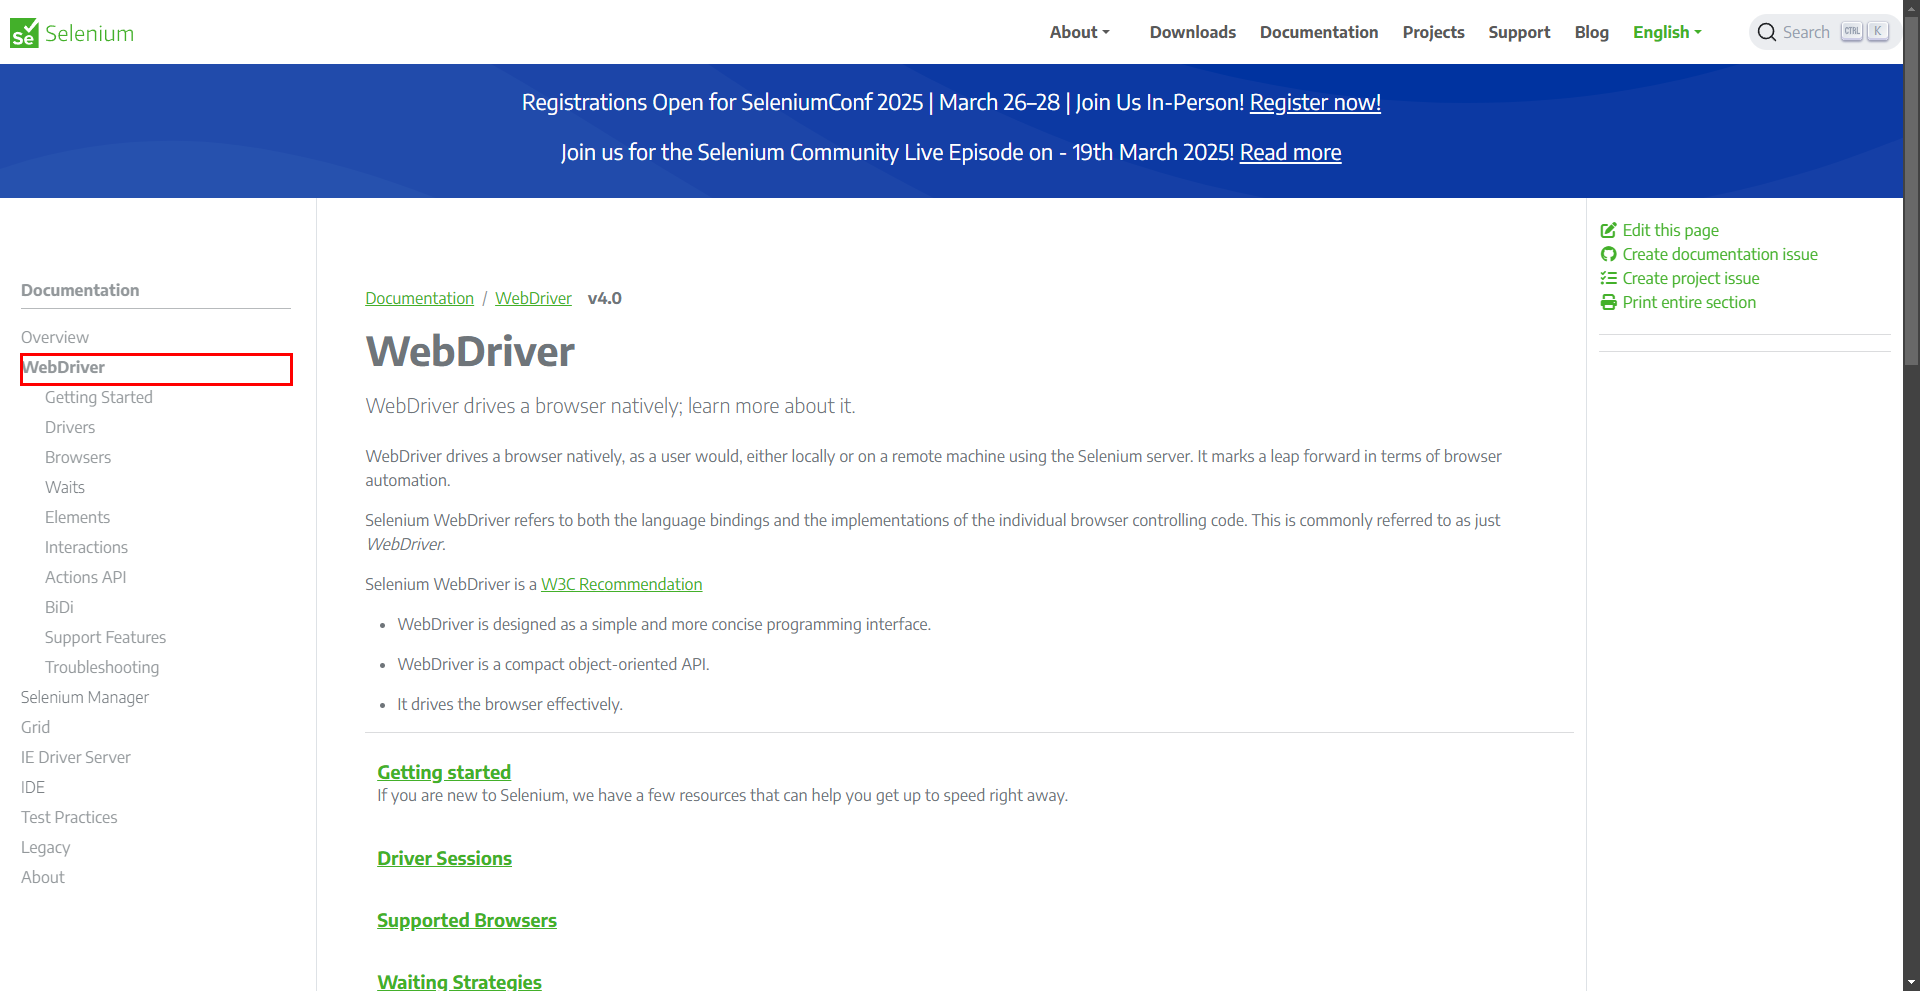 Se Selenium
About
Downloads
Documentation
Projects
Support
Blog
English
Search CTRL K
Registrations Open for SeleniumConf 2025 | March 26–28 | Join Us In-Person! Register now!
Join us for the Selenium Community Live Episode on - 19th March 2025! Read more
Documentation
Overview
WebDriver
Getting Started
Drivers
Browsers
Waits
Elements
Interactions
Actions API
BiDi
Support Features
Troubleshooting
Selenium Manager
Grid
IE Driver Server
IDE
Test Practices
Legacy
About
Documentation / WebDriver v4.0
WebDriver
WebDriver drives a browser natively; learn more about it.
WebDriver drives a browser natively, as a user would, either locally or on a remote machine using the Selenium server. It marks a leap forward in terms of browser
automation.
Selenium WebDriver refers to both the language bindings and the implementations of the individual browser controlling code. This is commonly referred to as just
WebDriver.
Selenium WebDriver is a W3C Recommendation
• WebDriver is designed as a simple and more concise programming interface.
• WebDriver is a compact object-oriented API.
• It drives the browser effectively.
Getting started
If you are new to Selenium, we have a few resources that can help you get up to speed right away.
Driver Sessions
Supported Browsers
Waiting Strategies
Edit this page
Create documentation issue
Create project issue
Print entire section